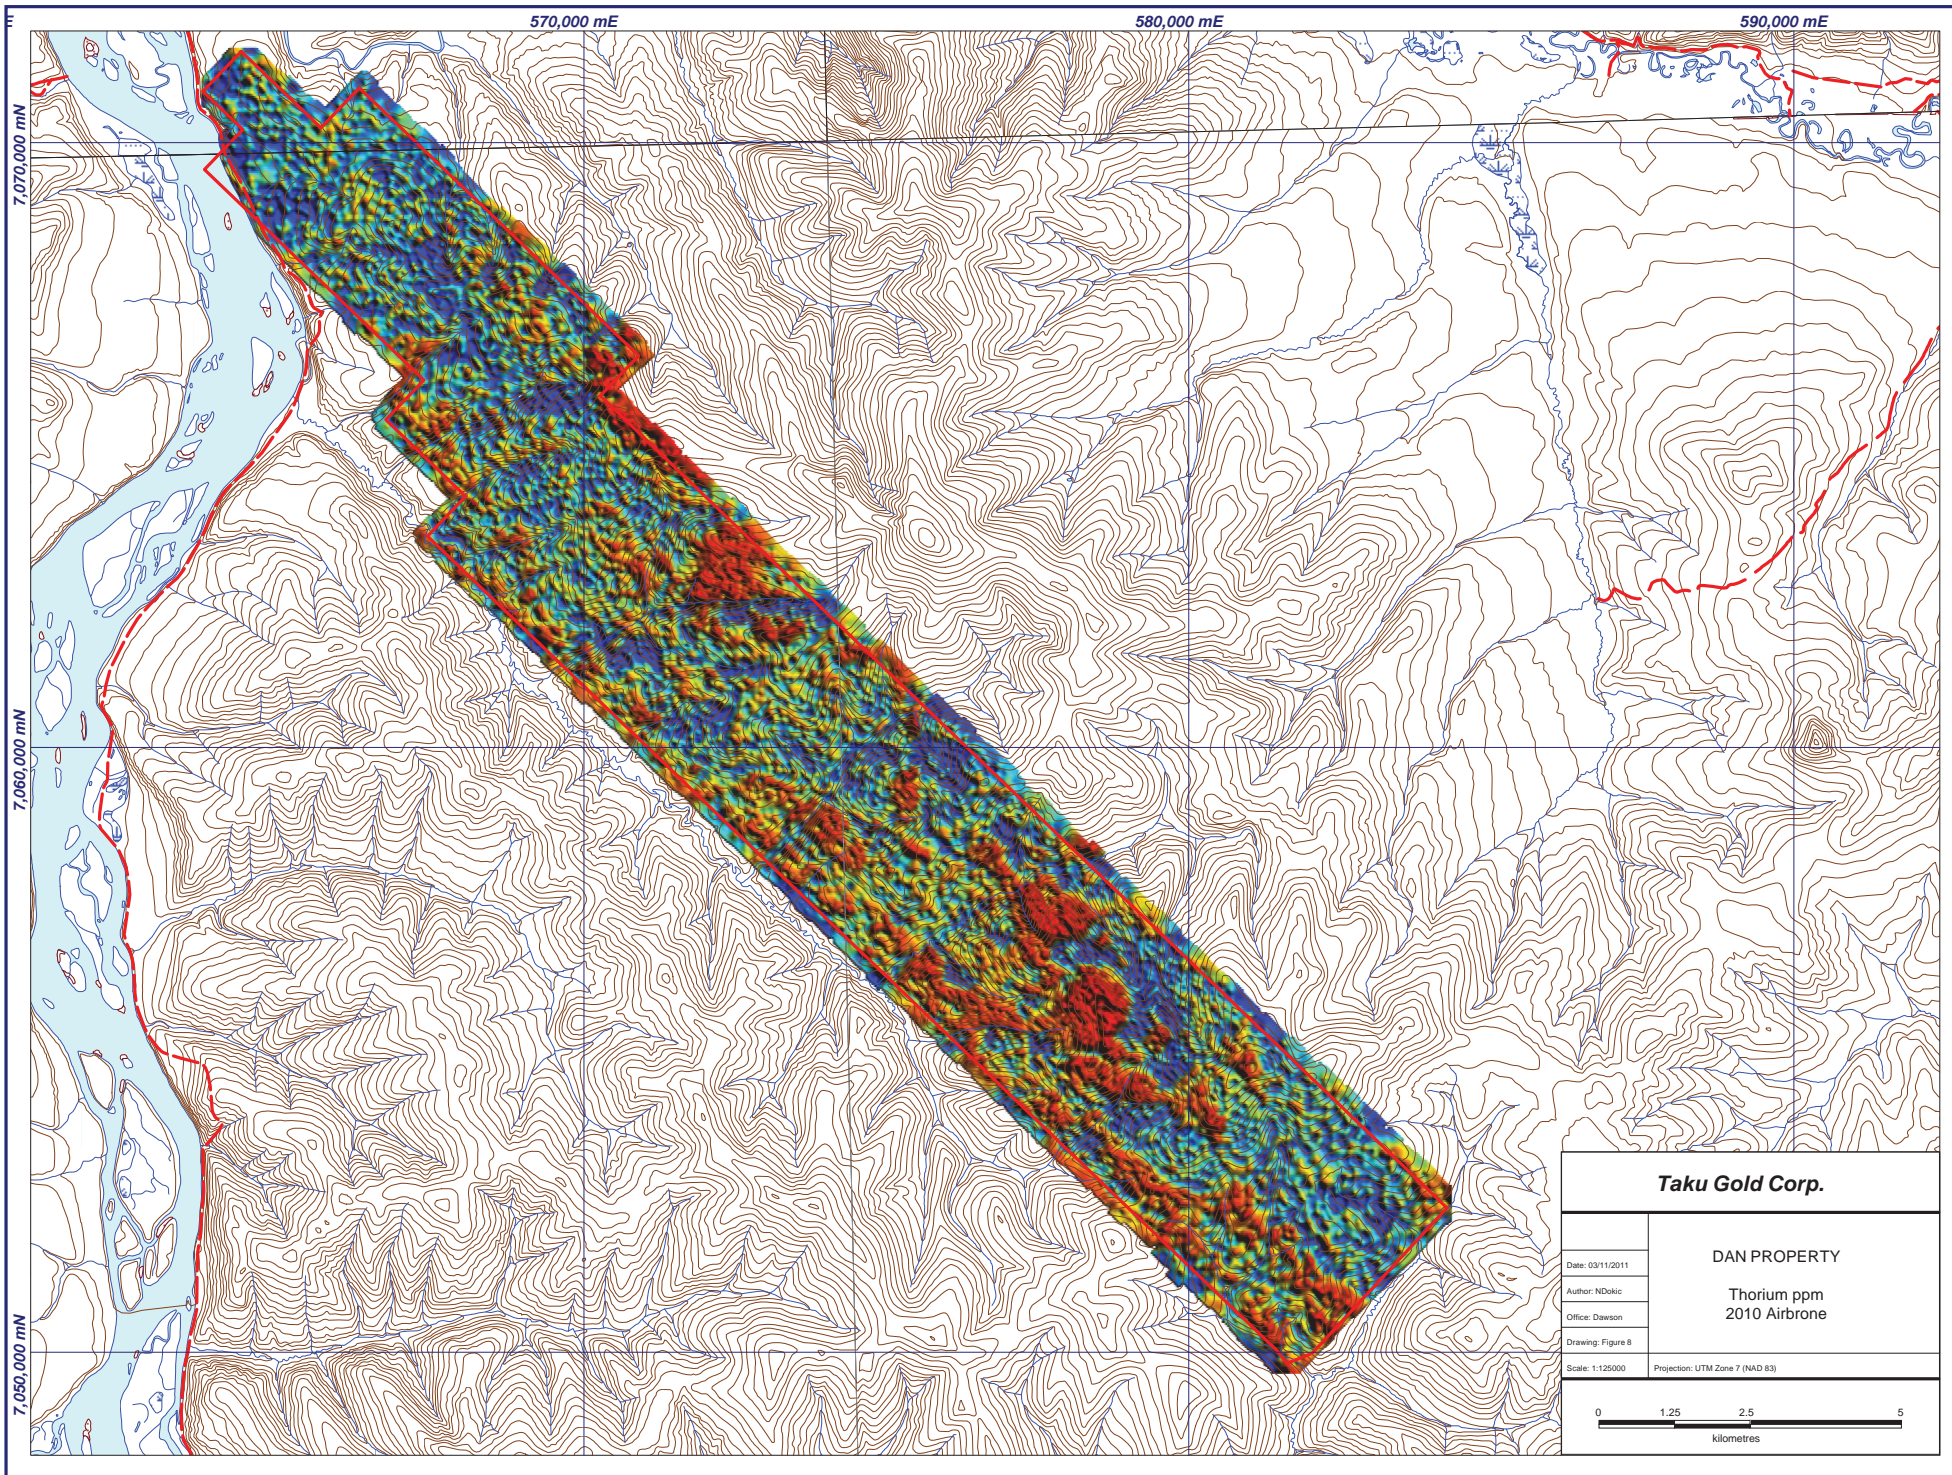 E
570,000 mE
580,000 mE
590,000 mE
7,070,000 mN
7,060,000 mN
7,050,000 mN
Taku Gold Corp.
DAN PROPERTY
Thorium ppm
2010 Airbrone
Date: 03/11/2011
Author: NDokic
Office: Dawson
Drawing: Figure 8
Scale: 1:125000
Projection: UTM Zone 7 (NAD 83)
0 1.25 2.5 5
kilometres